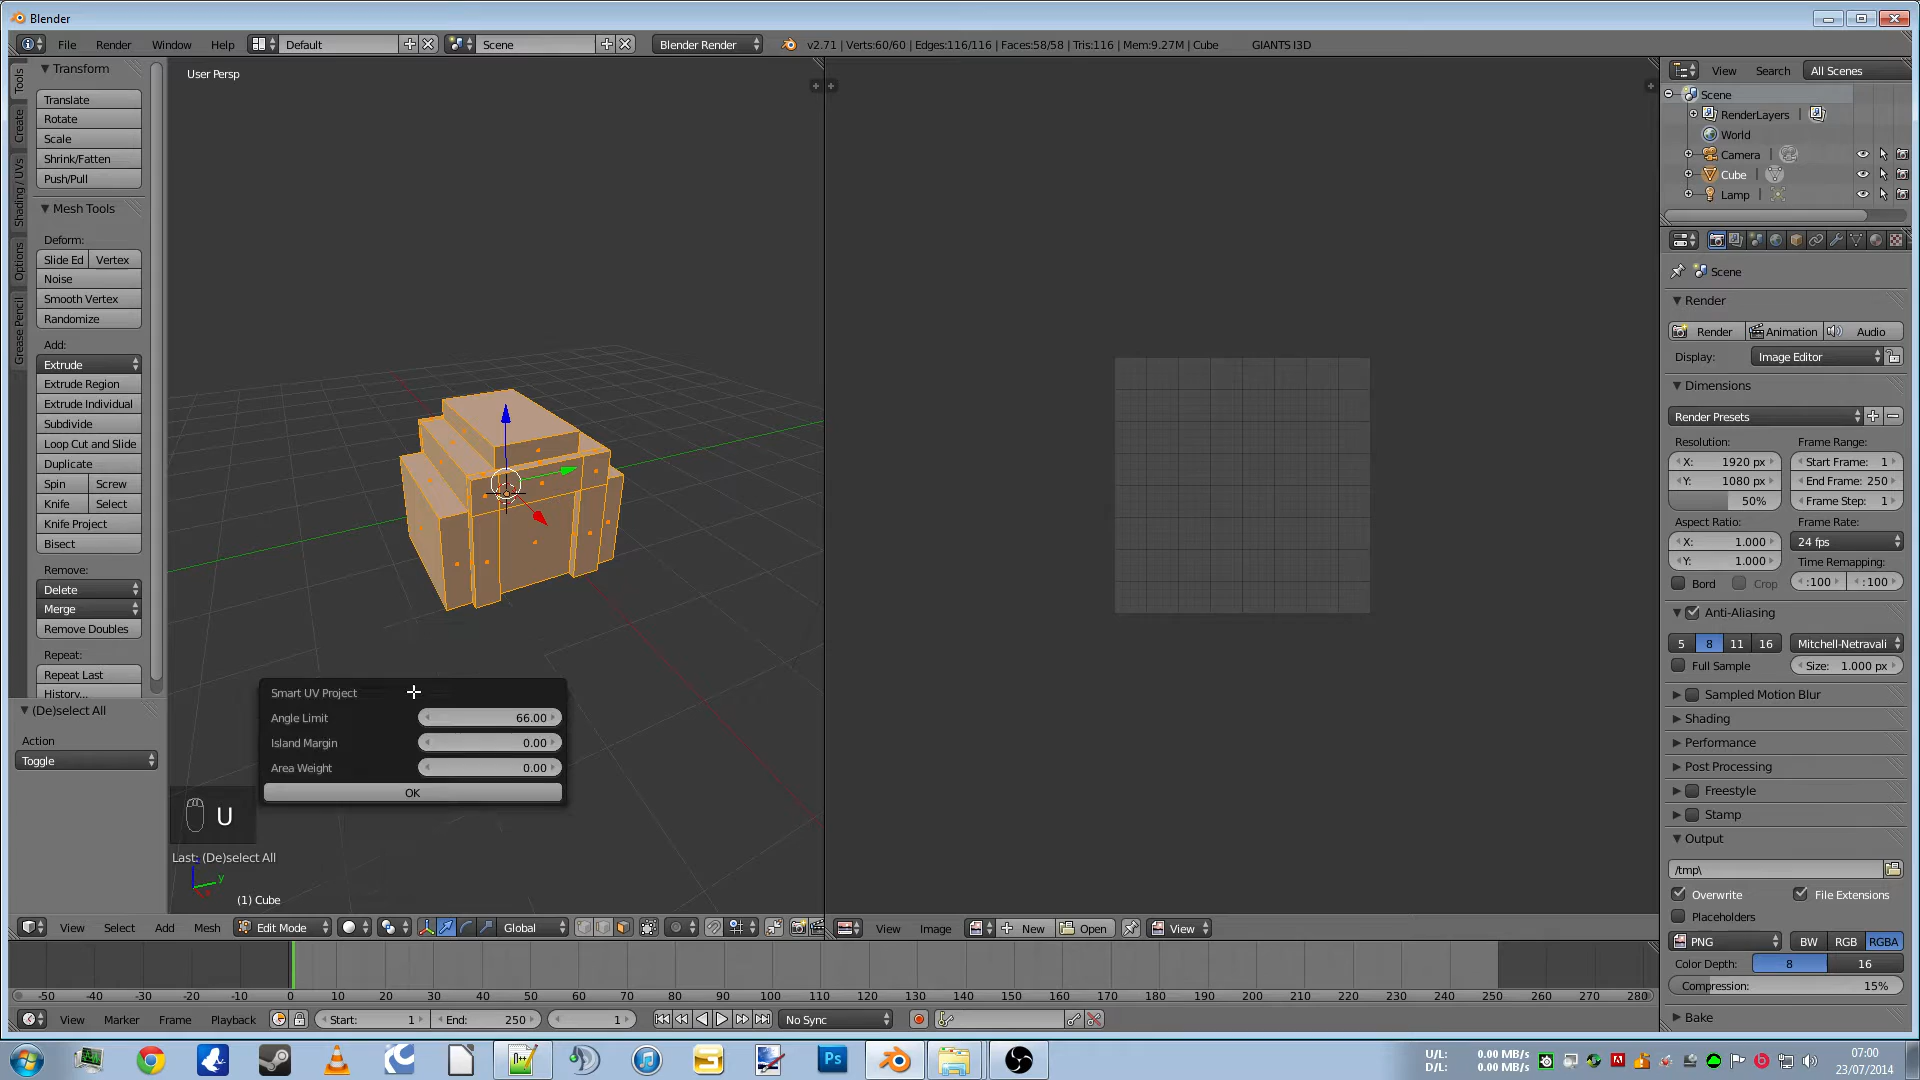 Blender
File Render Window Help Default Scene Blender Render v2.71 | Verts:60/60 | Edges:116/116 | Faces:58/58 | Tris:116 | Mem:9.27M | Cube GIANTS I3D
Tools
Create
Shading / UVs
Options
Grease Pencil
Transform
Translate
Rotate
Scale
Shrink/Fatten
Push/Pull
Mesh Tools
Deform:
Slide Ed Vertex
Noise
Smooth Vertex
Randomize
Add:
Extrude
Extrude Region
Extrude Individual
Subdivide
Loop Cut and Slide
Duplicate
Spin Screw
Knife Select
Knife Project
Bisect
Remove:
Delete
Merge
Remove Doubles
Repeat:
Repeat Last
History...
(De)select All
Action
Toggle
User Persp
Smart UV Project
Angle Limit 66.00
Island Margin 0.00
Area Weight 0.00
OK
U
Last: (De)select All
y
(1) Cube
View Select Add Mesh Edit Mode Global
View Image New Open View
View Search All Scenes
Scene
RenderLayers |
World
Camera |
Cube |
Lamp |
Scene
Render
Render Animation Audio
Display: Image Editor
Dimensions
Render Presets
Resolution: Frame Range:
X: 1920 px Start Frame: 1
Y: 1080 px End Frame: 250
50% Frame Step: 1
Aspect Ratio: Frame Rate:
X: 1.000 24 fps
Y: 1.000 Time Remapping:
Bord Crop :100 :100
Anti-Aliasing
5 8 11 16 Mitchell-Netravali
Full Sample Size: 1.000 px
Sampled Motion Blur
Shading
Performance
Post Processing
Freestyle
Stamp
Output
/tmp\
Overwrite File Extensions
Placeholders
PNG BW RGB RGBA
Color Depth: 8 16
Compression: 15%
Bake
-50 -40 -30 -20 -10 0 10 20 30 40 50 60 70 80 90 100 110 120 130 140 150 160 170 180 190 200 210 220 230 240 250 260 270 280
View Marker Frame Playback Start: 1 End: 250 1 No Sync
Ps
U/L: 0.00 MB/s
D/L: 0.00 MB/s
07:00
23/07/2014